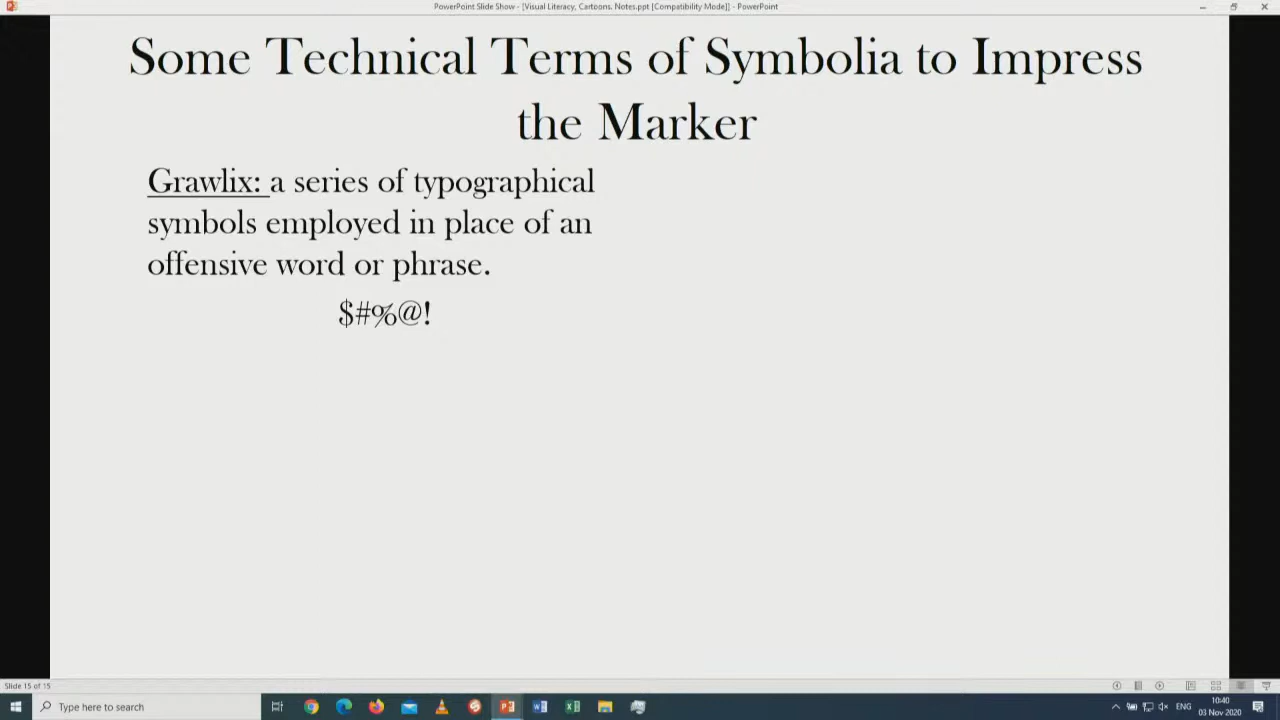 PowerPoint Slide Show - [Visual Literacy, Cartoons. Notes.ppt [Compatibility Mode]] - PowerPoint
Some Technical Terms of Symbolia to Impress
the Marker
Grawlix: a series of typographical
symbols employed in place of an
offensive word or phrase.
$#%@!
Slide 15 of 15
Type here to search
ENG
10:40
03 Nov 2020